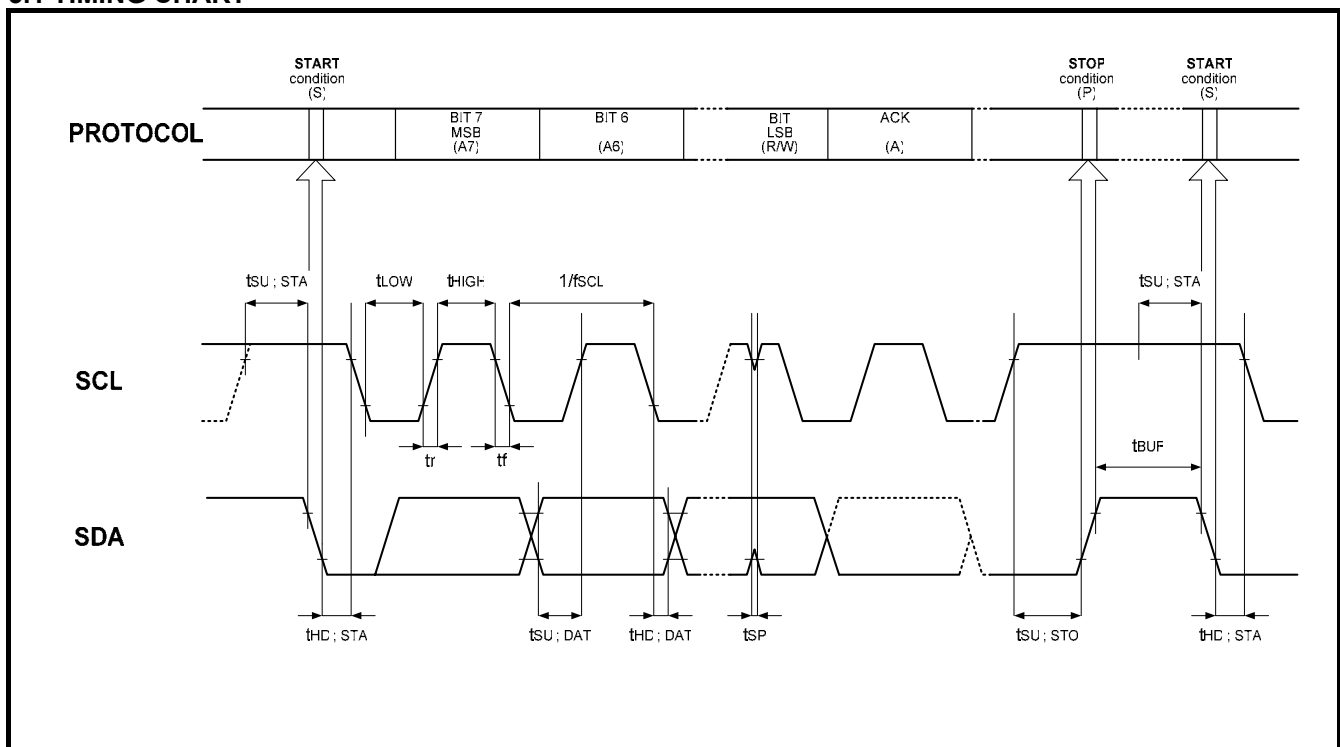 TIMING CHART
START
condition
(S)
STOP
condition
(P)
START
condition
(S)
PROTOCOL
BIT 7
MSB
(A7)
BIT 6
(A6)
BIT
LSB
(R/W)
ACK
(A)
tSU ; STA
tLOW
tHIGH
1/fSCL
tSU ; STA
SCL
tr
tf
tBUF
SDA
tHD ; STA
tSU ; DAT
tHD ; DAT
tSP
tSU ; STO
tHD ; STA